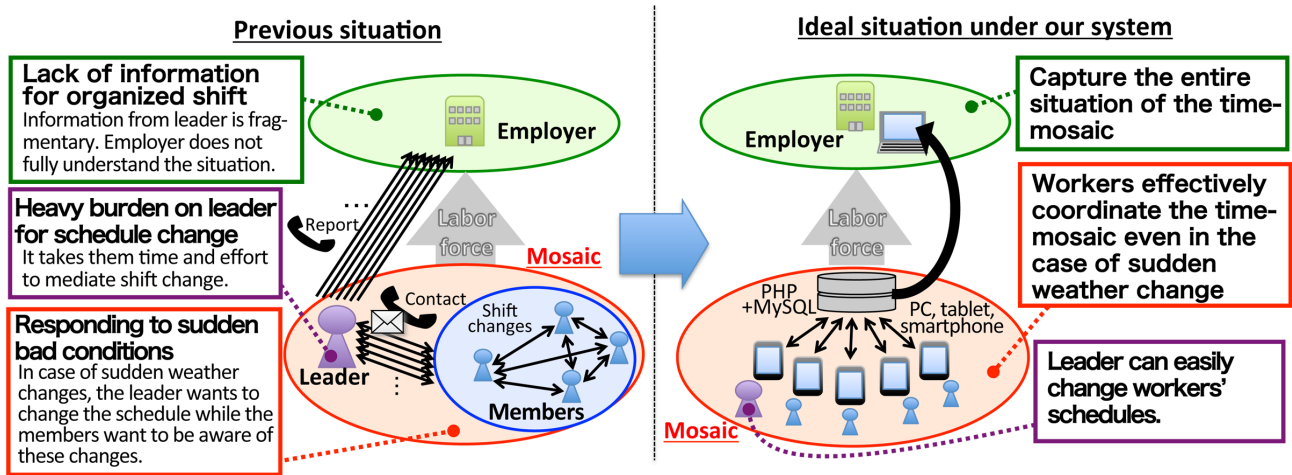 Previous situation
Lack of information
for organized shift
Information from leader is frag-
mentary. Employer does not
fully understand the situation.
Heavy burden on leader
for schedule change
It takes them time and effort
to mediate shift change.
Responding to sudden
bad conditions
In case of sudden weather
changes, the leader wants to
change the schedule while the
members want to be aware of
these changes.
Employer
...
Report
Labor
force
Mosaic
Contact
Shift
changes
Leader
...
Members
Ideal situation under our system
Employer
Labor
force
PHP
+MySQL
PC, tablet,
smartphone
Mosaic
Capture the entire
situation of the time-
mosaic
Workers effectively
coordinate the time-
mosaic even in the
case of sudden
weather change
Leader can easily
change workers'
schedules.